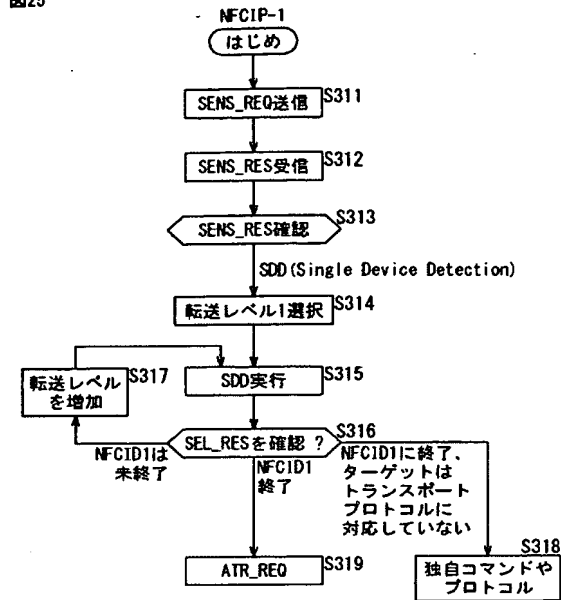 図25
NFCIP-1
はじめ
SENS_REQ送信 S311
SENS_RES受信 S312
SENS_RES確認 S313
SDD(Single Device Detection)
転送レベル1選択 S314
SDD実行 S315
転送レベル S317
を増加
SEL_RESを確認 ? S316
NFCID1は
未終了
NFCID1
終了
NFCID1に終了、
ターゲットは
トランスポート
プロトコルに
対応していない
ATR_REQ S319
S318
独自コマンドや
プロトコル